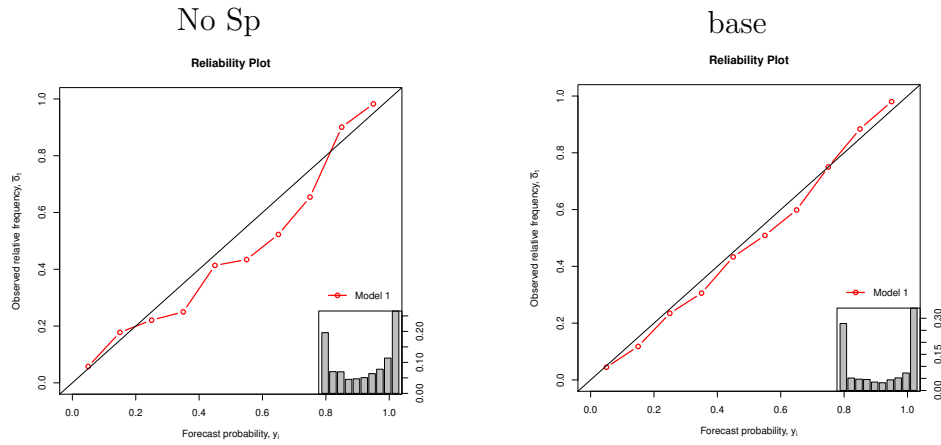 No Sp
Reliability Plot
Observed relative frequency, o̅ᵢ
1.0
0.8
0.6
0.4
0.2
0.0
0.0 0.2 0.4 0.6 0.8 1.0
Forecast probability, yᵢ
Model 1
0.20
0.10
0.00
base
Reliability Plot
Observed relative frequency, o̅ᵢ
1.0
0.8
0.6
0.4
0.2
0.0
0.0 0.2 0.4 0.6 0.8 1.0
Forecast probability, yᵢ
Model 1
0.30
0.15
0.00